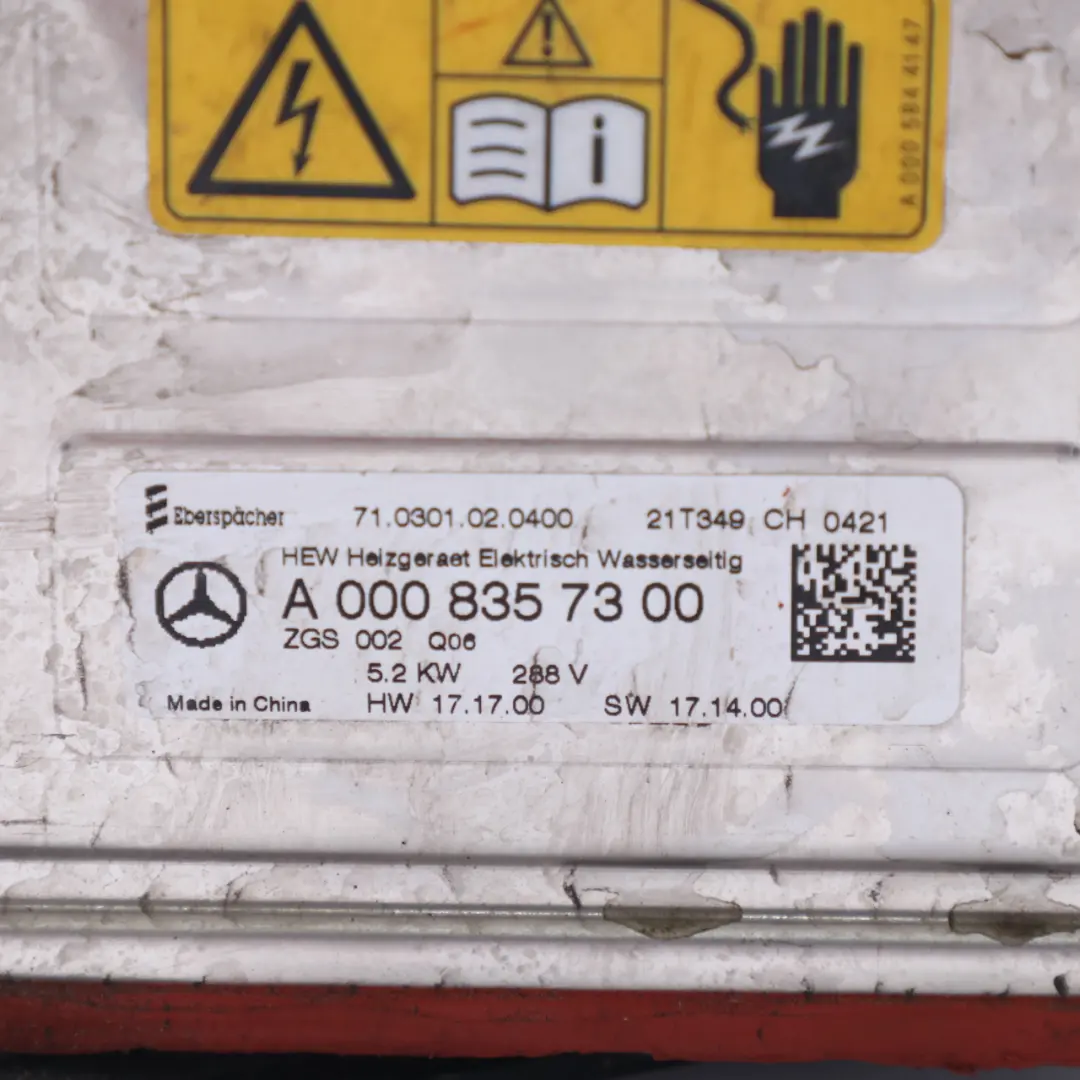 A 000 584 41 47
i
Eberspächer 71.0301.02.0400 21T349 CH 0421
HEW Heizgeraet Elektrisch Wasserseitig
A 000 835 73 00
ZGS 002 Q06
5.2 KW 288 V
Made in China HW 17.17.00 SW 17.14.00